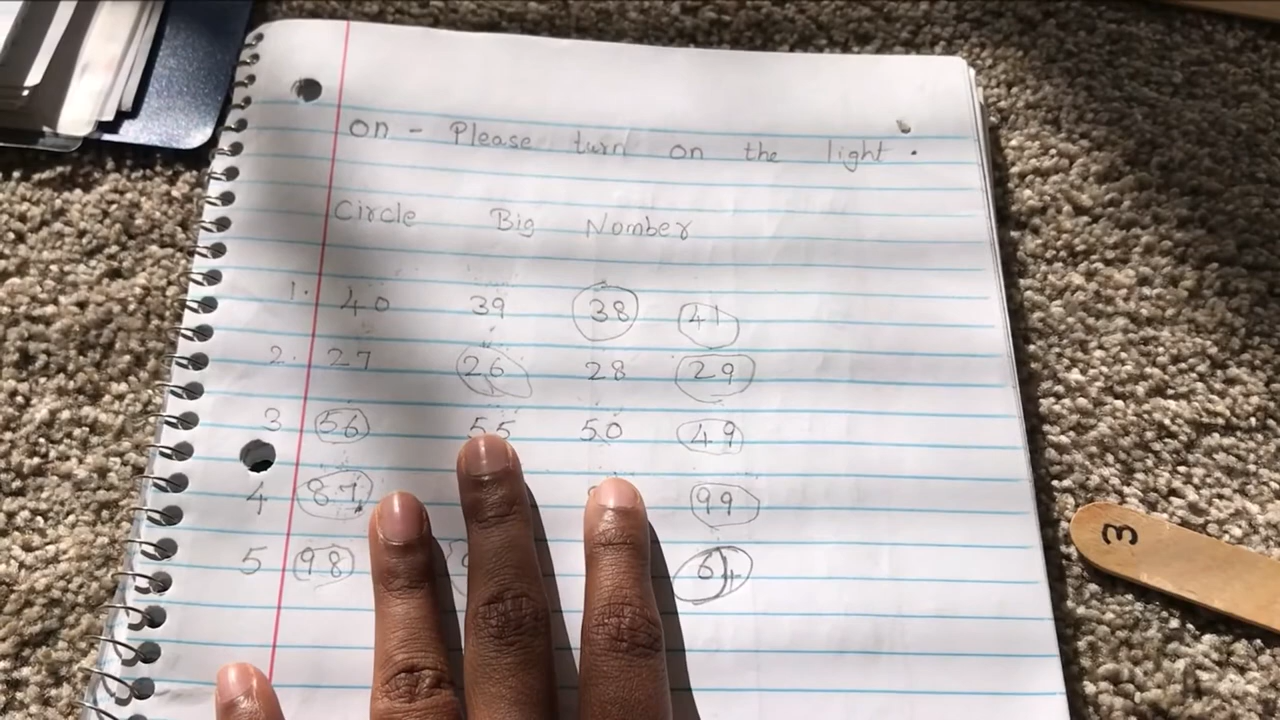 on - Please turn on the light.
Circle Big Nomber
1. 40 39 38 41
2. 27 26 28 29
3 56 55 50 49
4 87 99
5 98
3